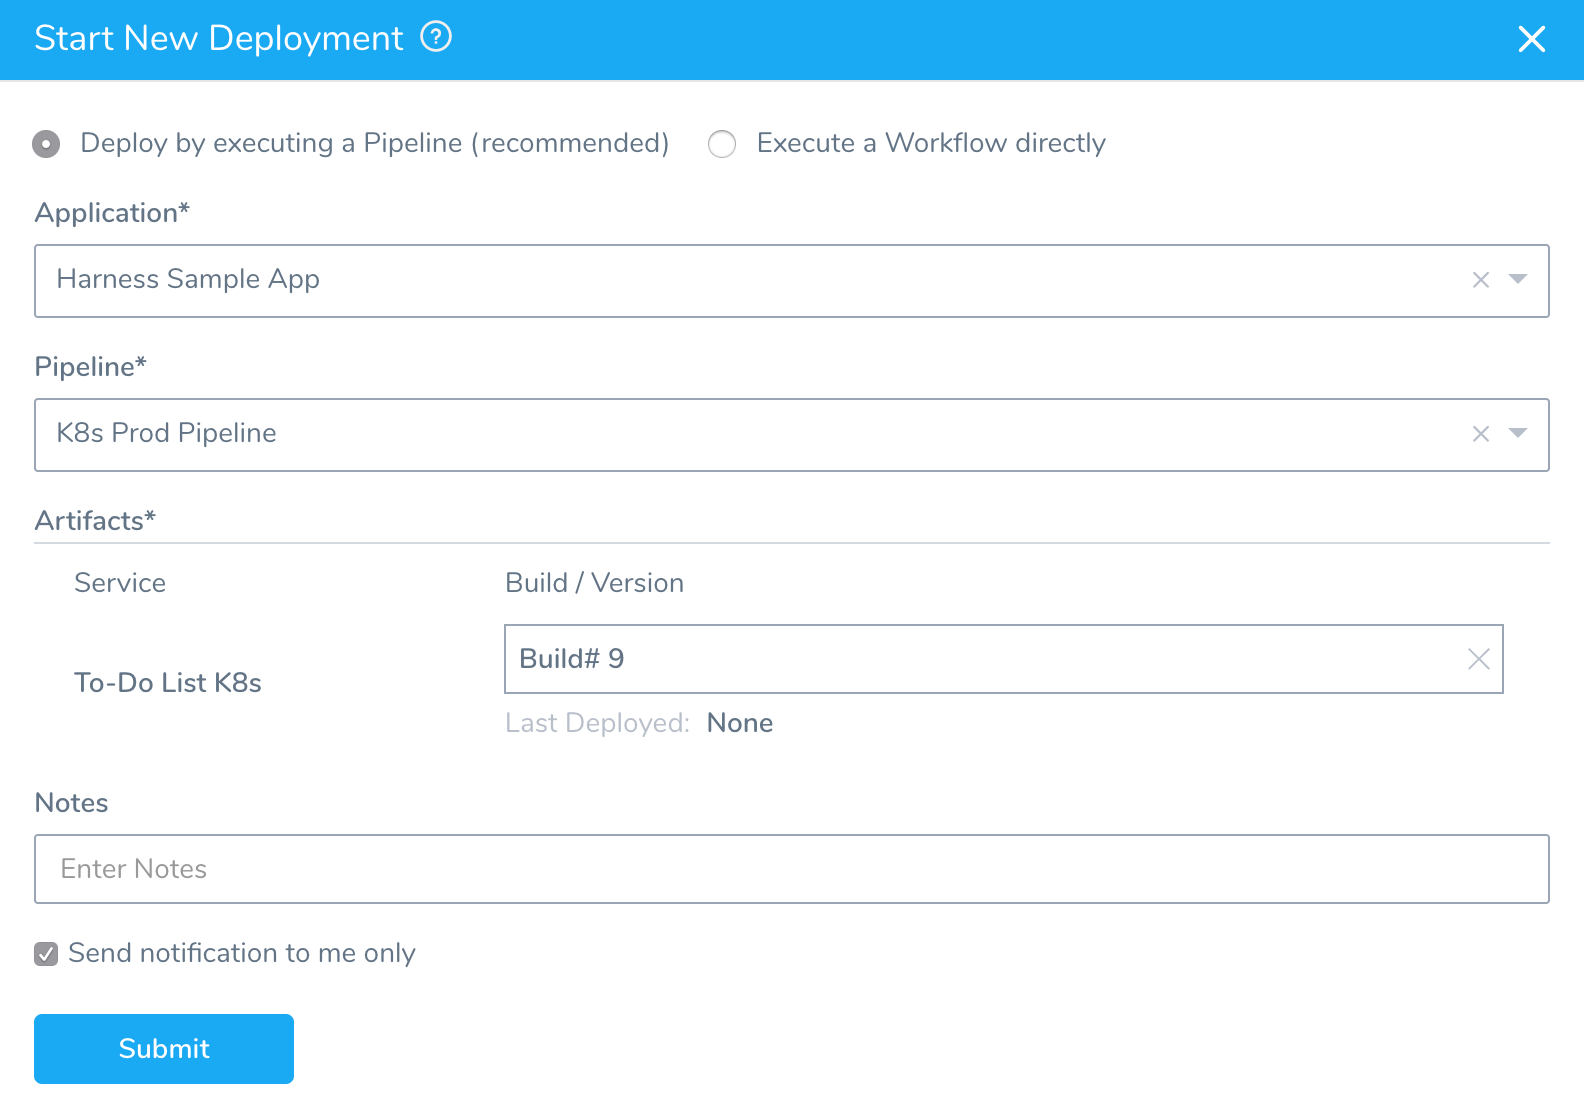 Start New Deployment ?
Deploy by executing a Pipeline (recommended) Execute a Workflow directly
Application*
Harness Sample App
Pipeline*
K8s Prod Pipeline
Artifacts*
Service Build / Version
Build# 9
To-Do List K8s
Last Deployed: None
Notes
Enter Notes
Send notification to me only
Submit